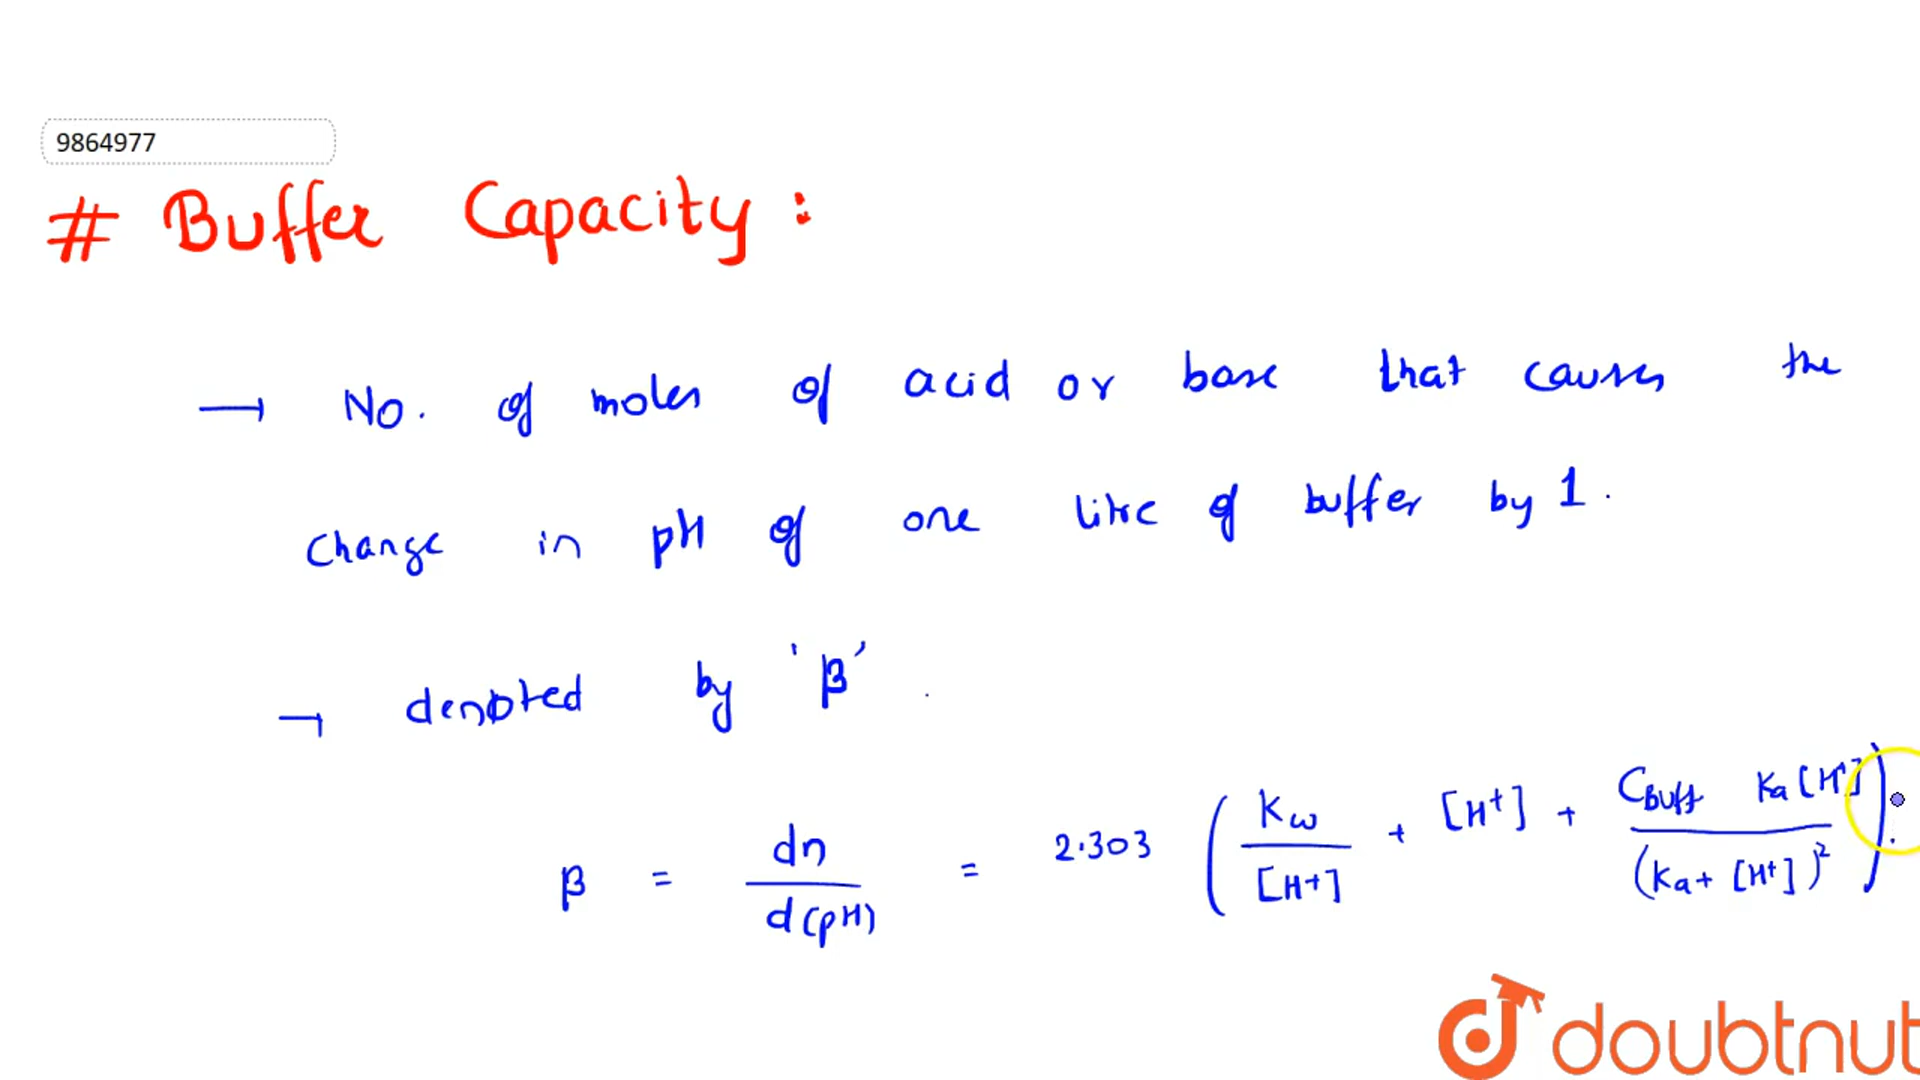 9864977
# Buffer Capacity :
→ No. of moles of acid or base that causes the
change in pH of one litre of buffer by 1.
→ denoted by 'β'.
β = dn / d(pH) = 2.303 ( Kw / [H+] + [H+] + CBuff Ka [H+] / (Ka + [H+])² ).
doubtnut